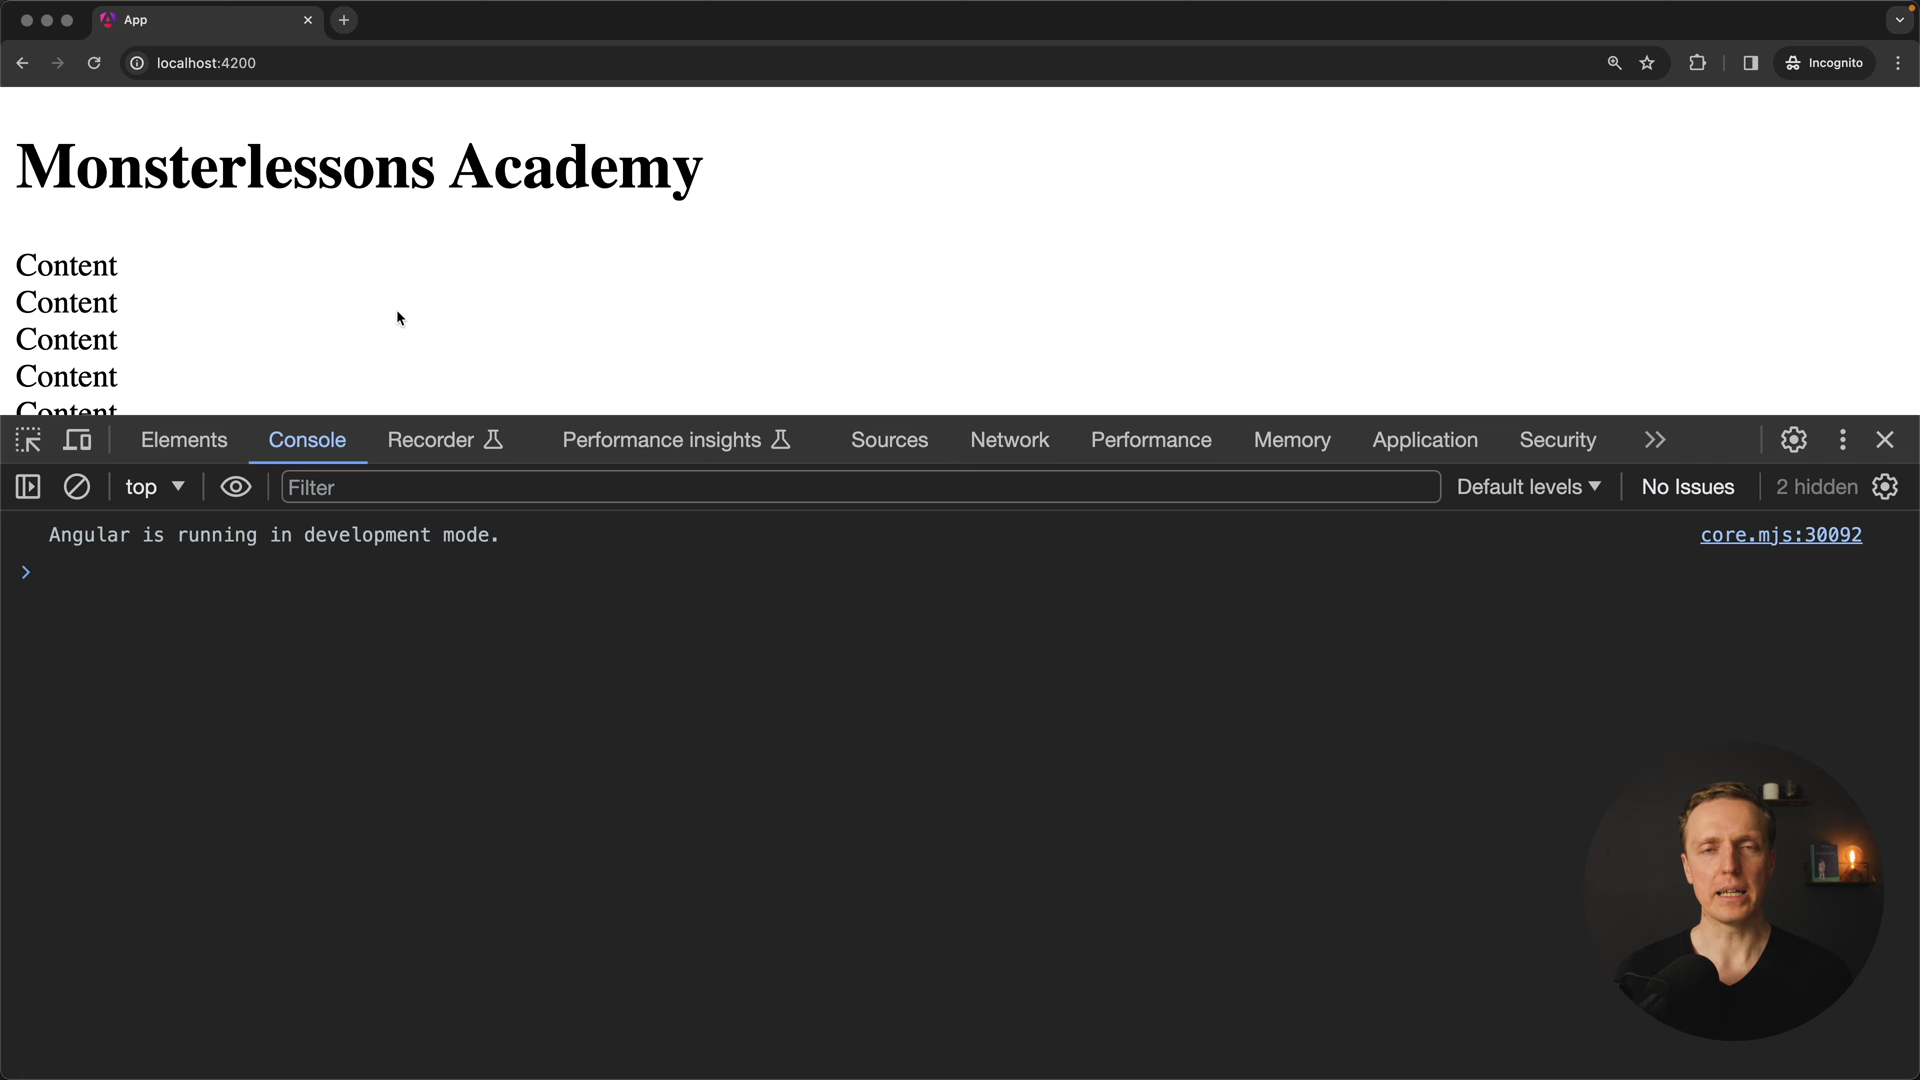 App
localhost:4200
Incognito
Monsterlessons Academy
Content
Content
Content
Content
Content
Elements Console Recorder Performance insights Sources Network Performance Memory Application Security
top Filter Default levels No Issues 2 hidden
Angular is running in development mode. core.mjs:30092